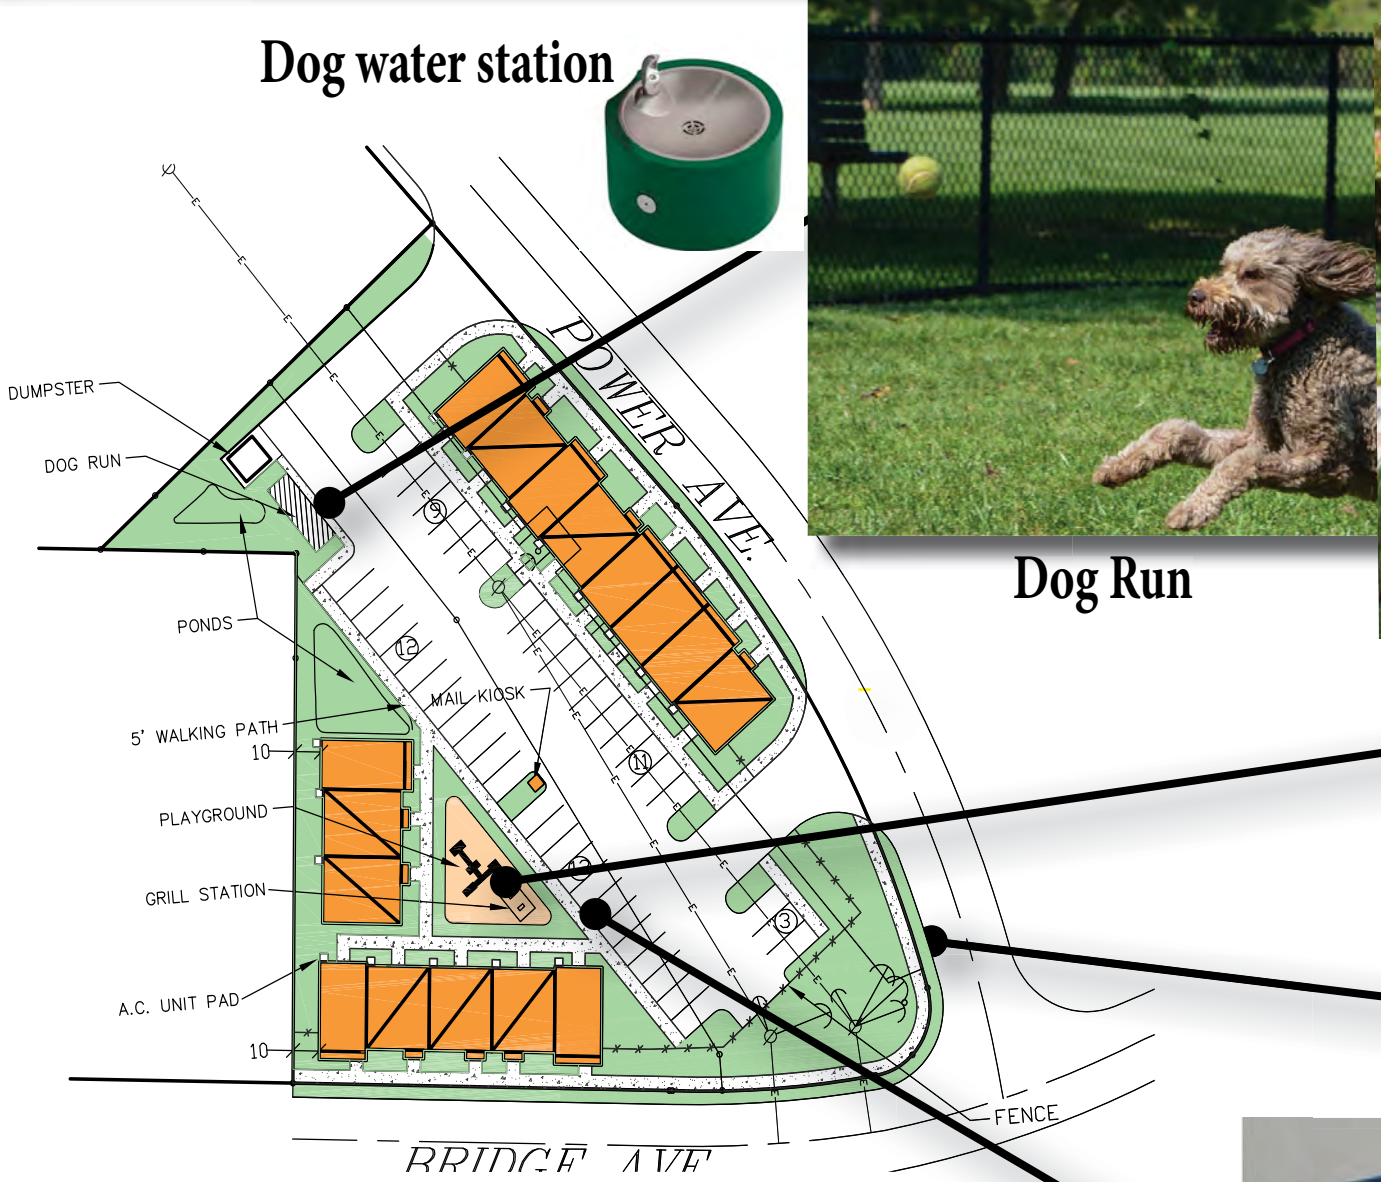 Dog water station
POWER AVE.
DUMPSTER
DOG RUN
9
Dog Run
PONDS
12
MAIL KIOSK
5' WALKING PATH
10
11
PLAYGROUND
12
GRILL STATION
3
A.C. UNIT PAD
10
FENCE
BRIDGE AVE